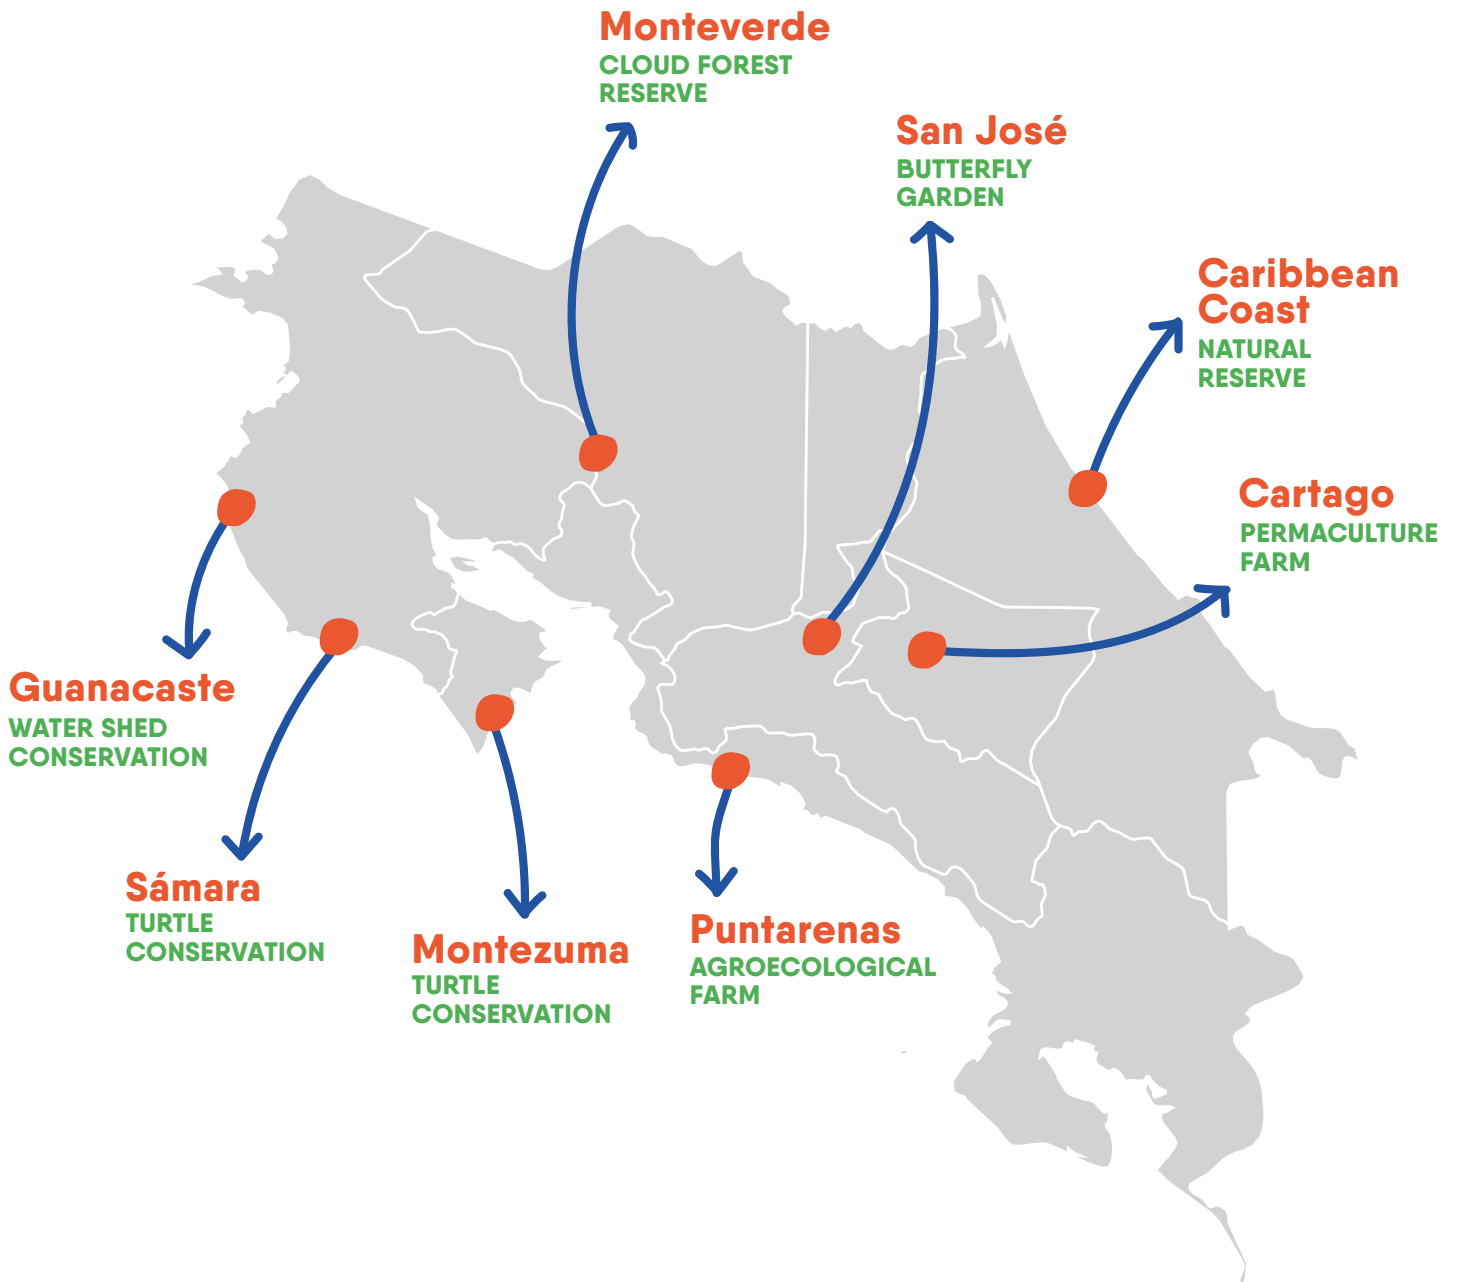 Monteverde
CLOUD FOREST
RESERVE
San José
BUTTERFLY
GARDEN
Caribbean
Coast
NATURAL
RESERVE
Cartago
PERMACULTURE
FARM
Guanacaste
WATER SHED
CONSERVATION
Sámara
TURTLE
CONSERVATION
Montezuma
TURTLE
CONSERVATION
Puntarenas
AGROECOLOGICAL
FARM